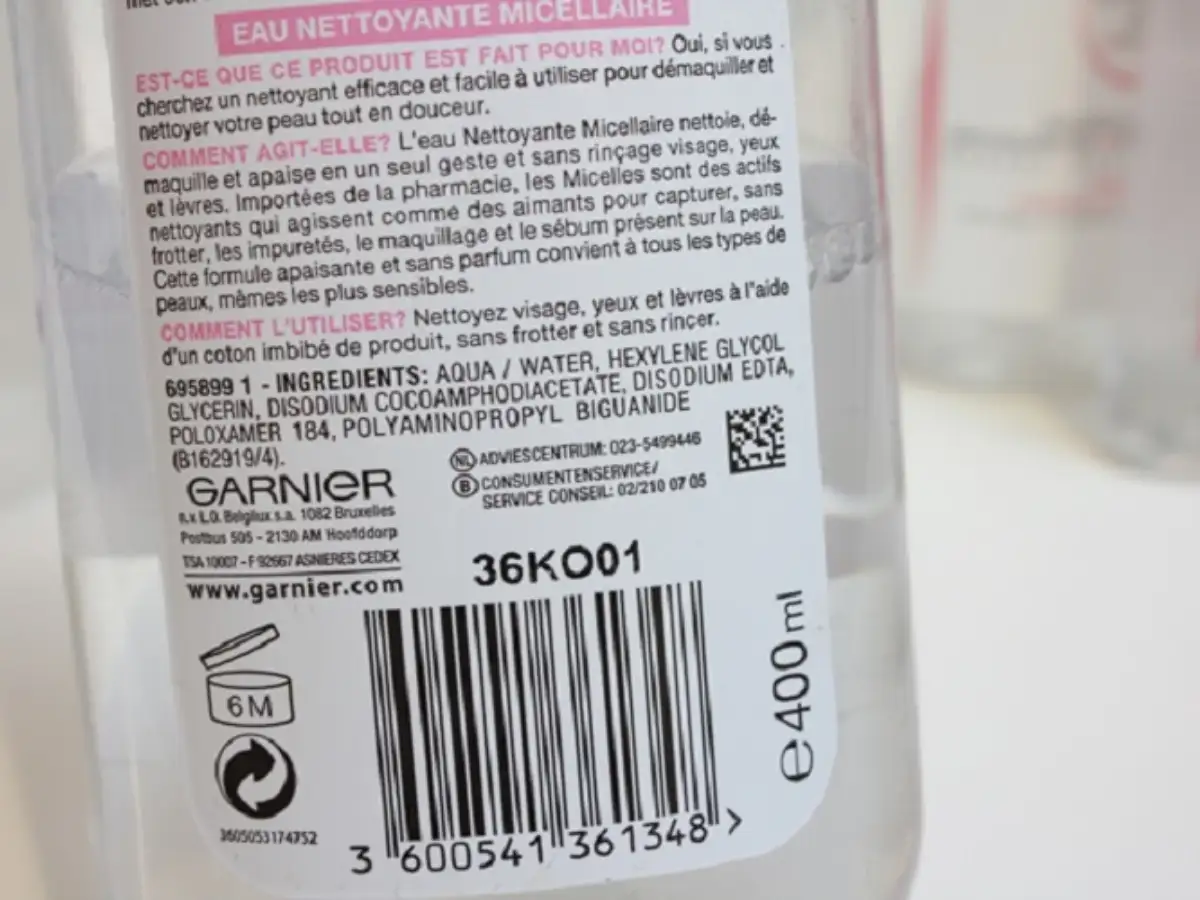 EAU NETTOYANTE MICELLAIRE
EST-CE QUE CE PRODUIT EST FAIT POUR MOI? Oui, si vous
cherchez un nettoyant efficace et facile à utiliser pour démaquiller et
nettoyer votre peau tout en douceur.
COMMENT AGIT-ELLE? L'eau Nettoyante Micellaire nettoie, dé-
maquille et apaise en un seul geste et sans rinçage visage, yeux
et lèvres. Importées de la pharmacie, les Micelles sont des actifs
nettoyants qui agissent comme des aimants pour capturer, sans
frotter, les impuretés, le maquillage et le sébum présent sur la peau.
Cette formule apaisante et sans parfum convient à tous les types de
peaux, mêmes les plus sensibles.
COMMENT L'UTILISER? Nettoyez visage, yeux et lèvres à l'aide
d'un coton imbibé de produit, sans frotter et sans rincer.
695899 1 - INGREDIENTS: AQUA / WATER, HEXYLENE GLYCOL
GLYCERIN, DISODIUM COCOAMPHODIACETATE, DISODIUM EDTA,
POLOXAMER 184, POLYAMINOPROPYL BIGUANIDE
(B162919/4).
NL ADVIESCENTRUM: 023-5499446
B CONSUMENTENSERVICE/
SERVICE CONSEIL: 02/210 07 05
GARNIER
n.v L.O. Belgilux s.a. 1082 Bruxelles
Postbus 505 - 2130 AM Hoofddorp
TSA 10007 - F 92667 ASNIERES CEDEX
www.garnier.com
36KO01
6M
e400ml
3605053174752
3 600541 361348 >